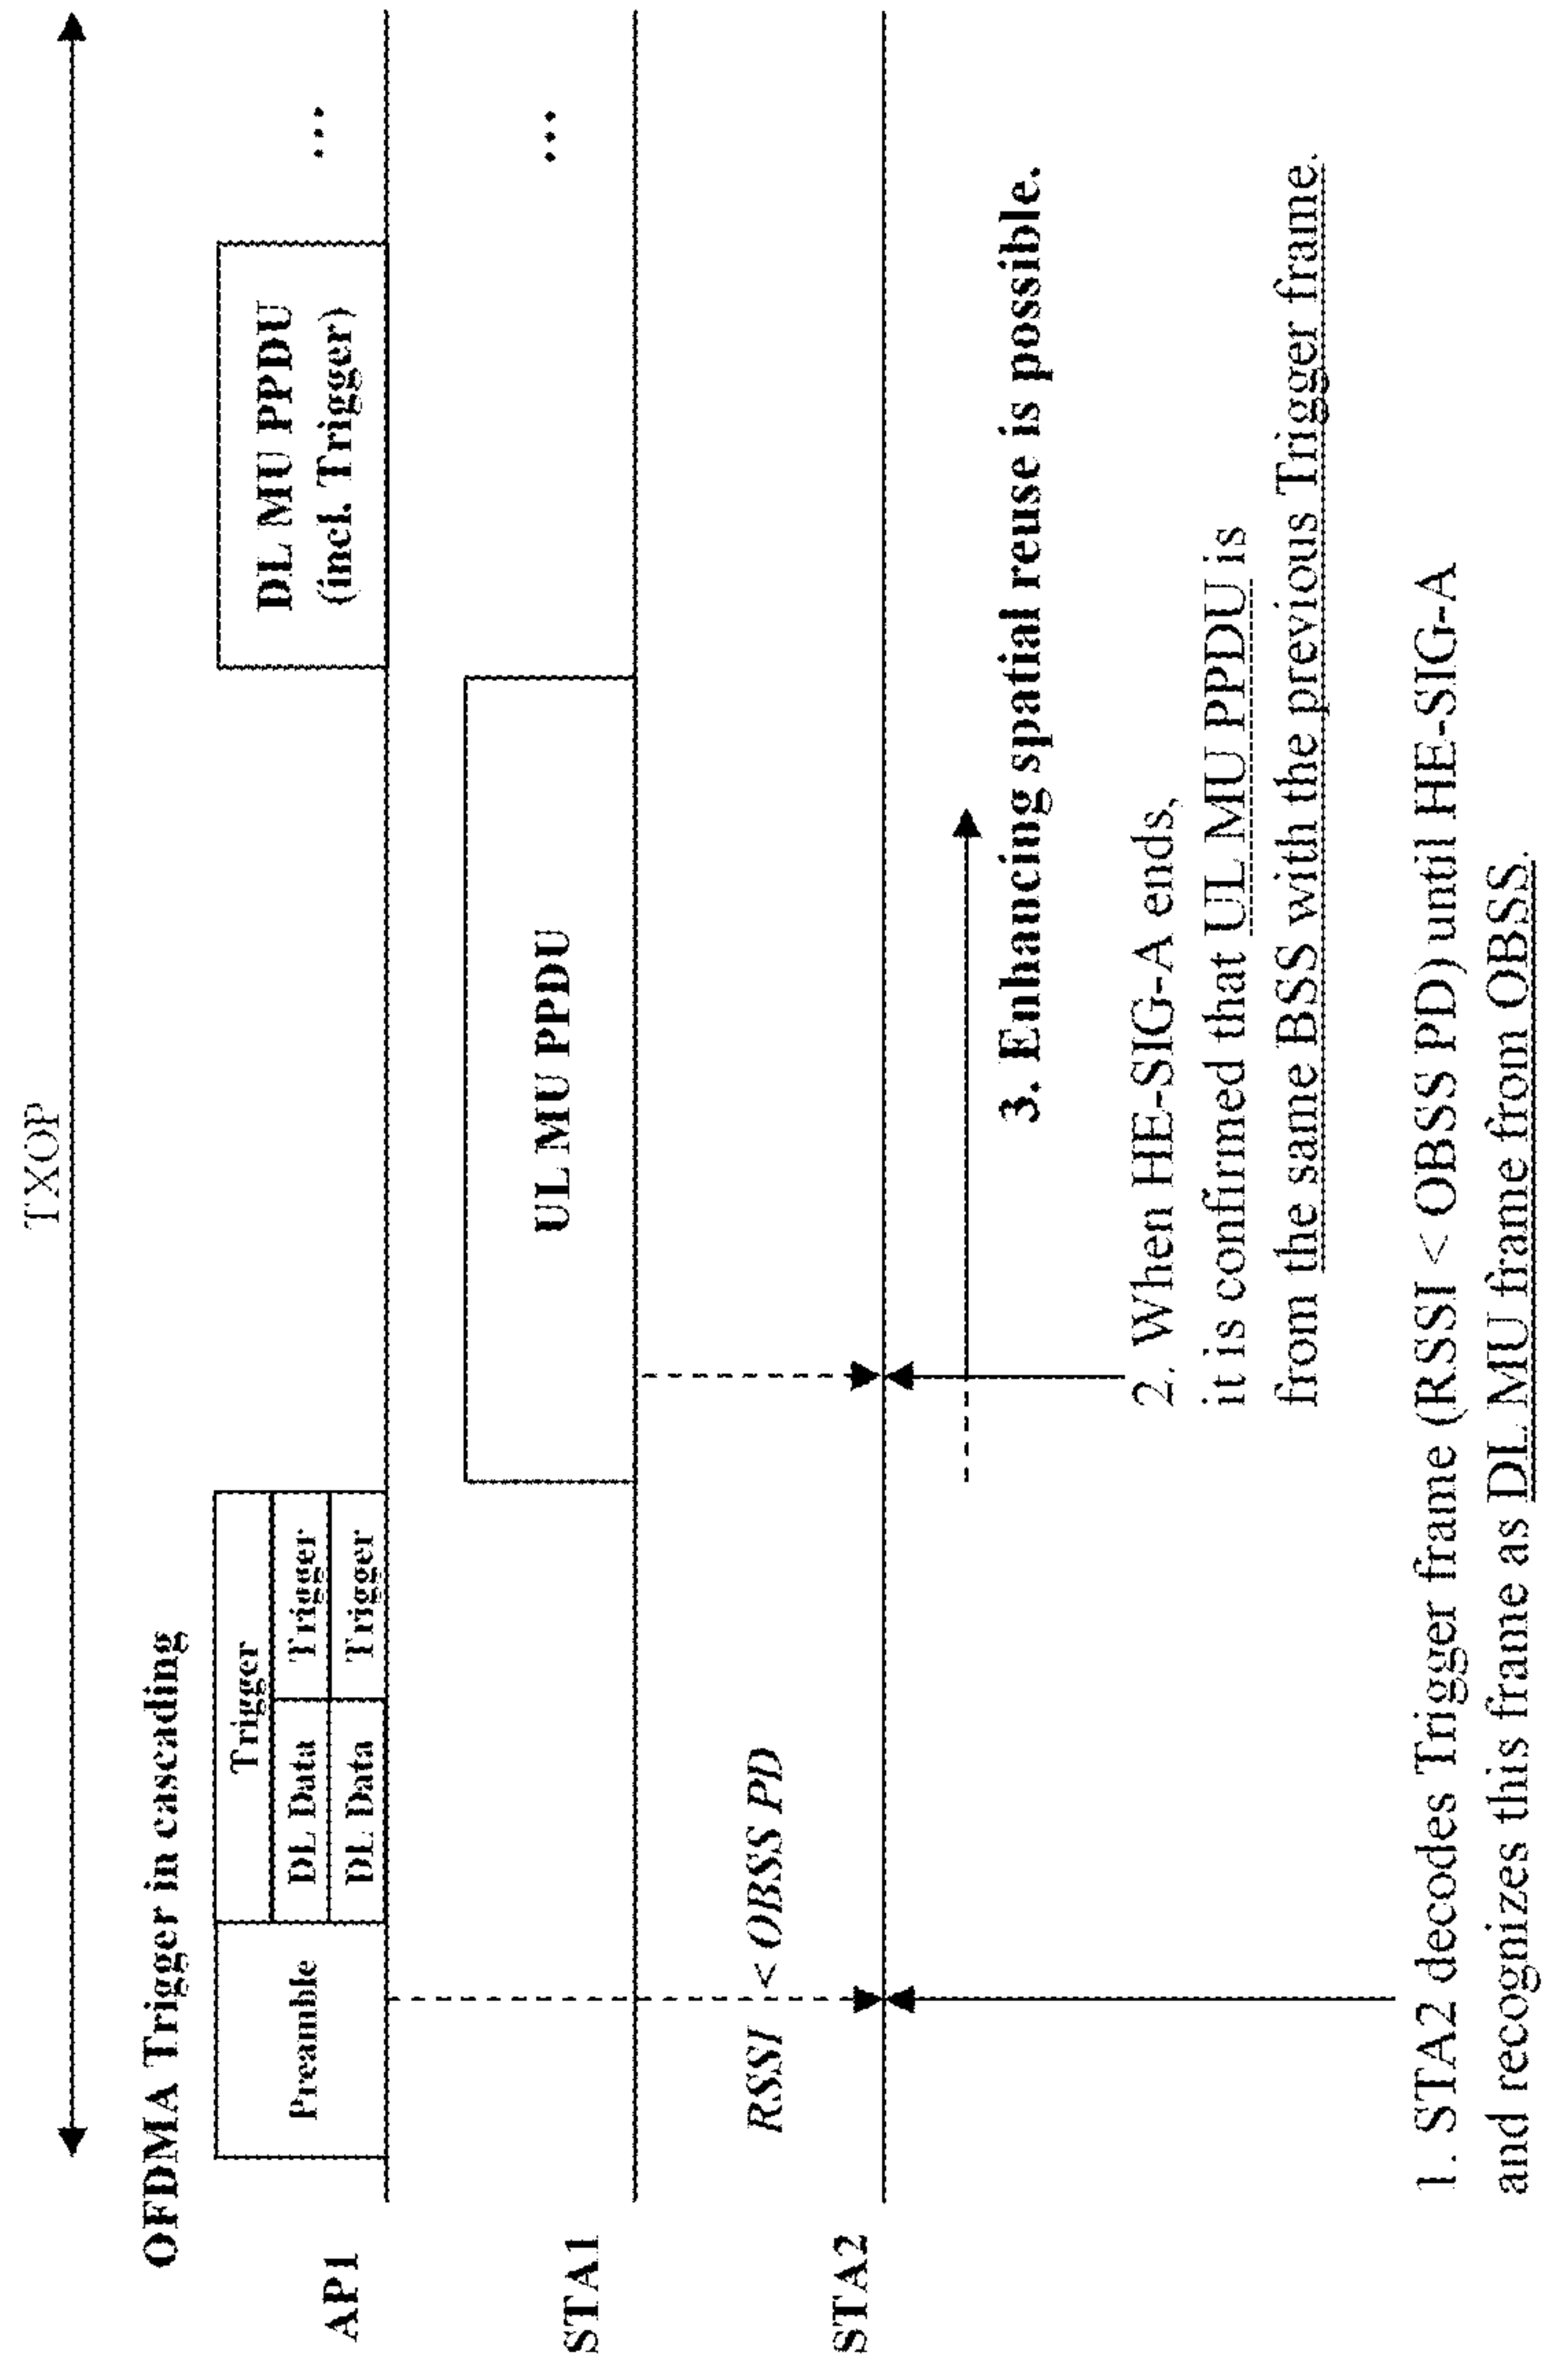 TXOP
OFDMA Trigger in cascading
AP1
Preamble
Trigger
DL Data
Trigger
DL Data
Trigger
DL MU PPDU
(incl. Trigger)
...
STA1
UL MU PPDU
...
RSSI < OBSS PD
STA2
3. Enhancing spatial reuse is possible.
2. When HE-SIG-A ends,
it is confirmed that UL MU PPDU is
from the same BSS with the previous Trigger frame.
1. STA2 decodes Trigger frame (RSSI < OBSS PD) until HE-SIG-A
and recognizes this frame as DL MU frame from OBSS.